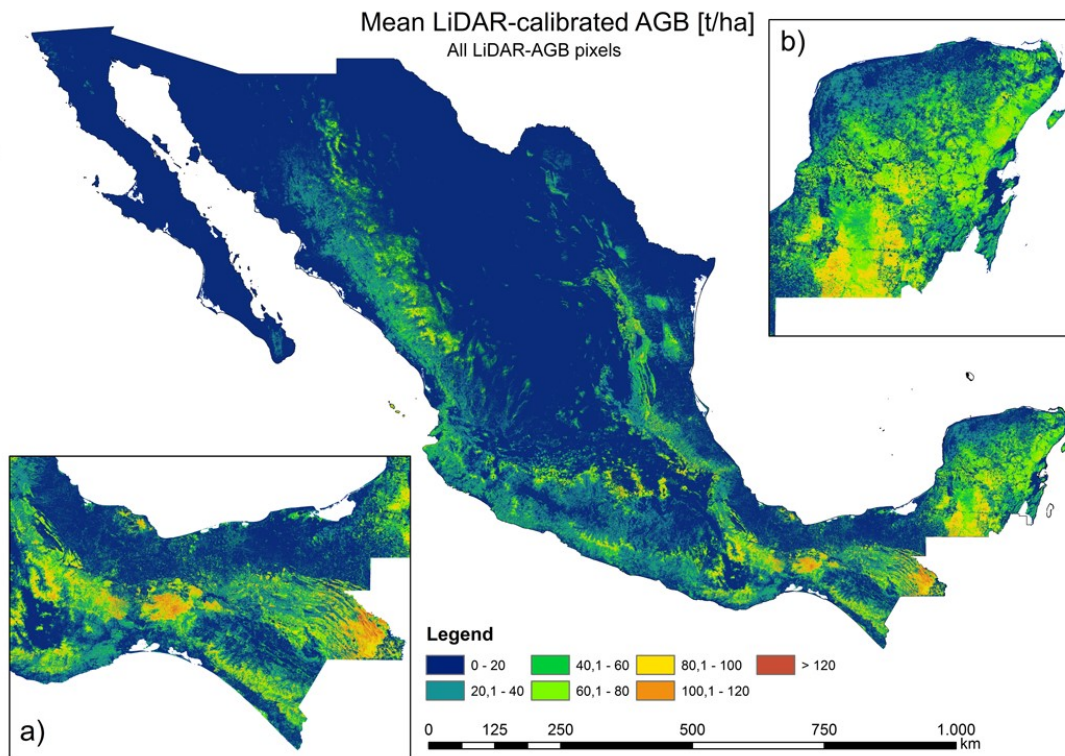 Mean LiDAR-calibrated AGB [t/ha]
All LiDAR-AGB pixels
b)
a)
Legend
0 - 20
40,1 - 60
80,1 - 100
> 120
20,1 - 40
60,1 - 80
100,1 - 120
0 125 250 500 750 1.000
km